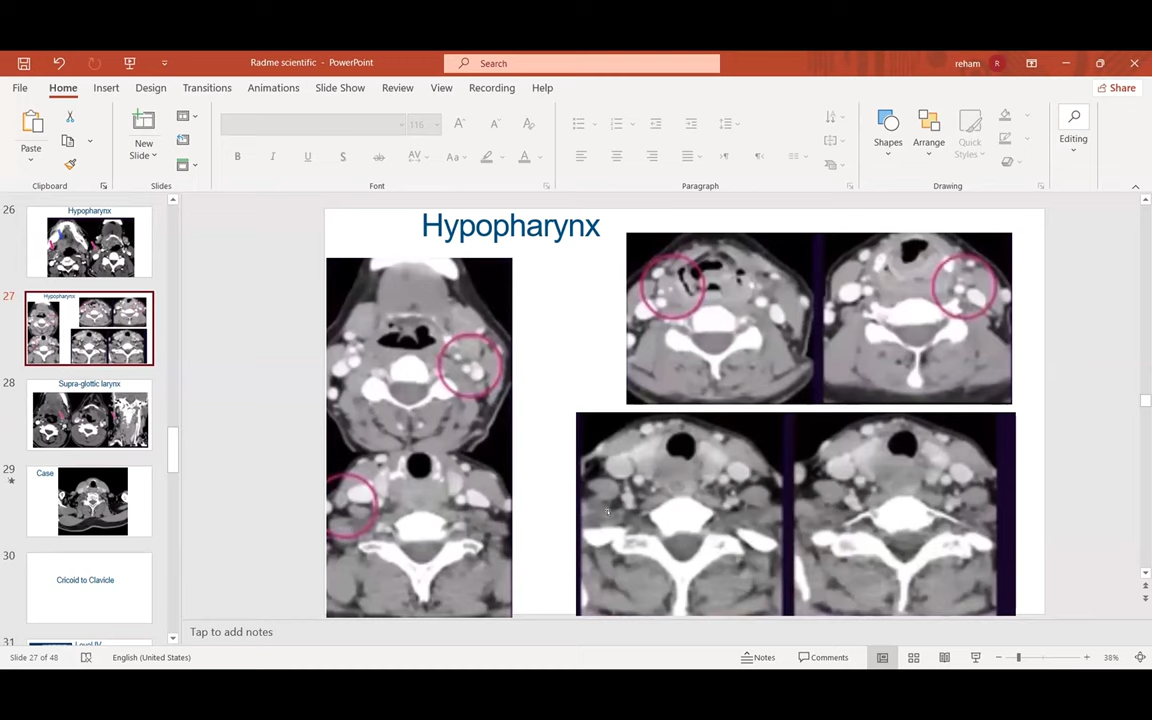 Radme scientific - PowerPoint
Search
reham
R
File
Home
Insert
Design
Transitions
Animations
Slide Show
Review
View
Recording
Help
Share
Paste
New
Slide
116
Shapes
Arrange
Quick
Styles
Editing
Clipboard
Slides
Font
Paragraph
Drawing
26
Hypopharynx
27
Hypopharynx
28
Supra-glottic larynx
29
Case
30
Cricoid to Clavicle
31
Hypopharynx
Tap to add notes
Slide 27 of 48
English (United States)
Notes
Comments
38%